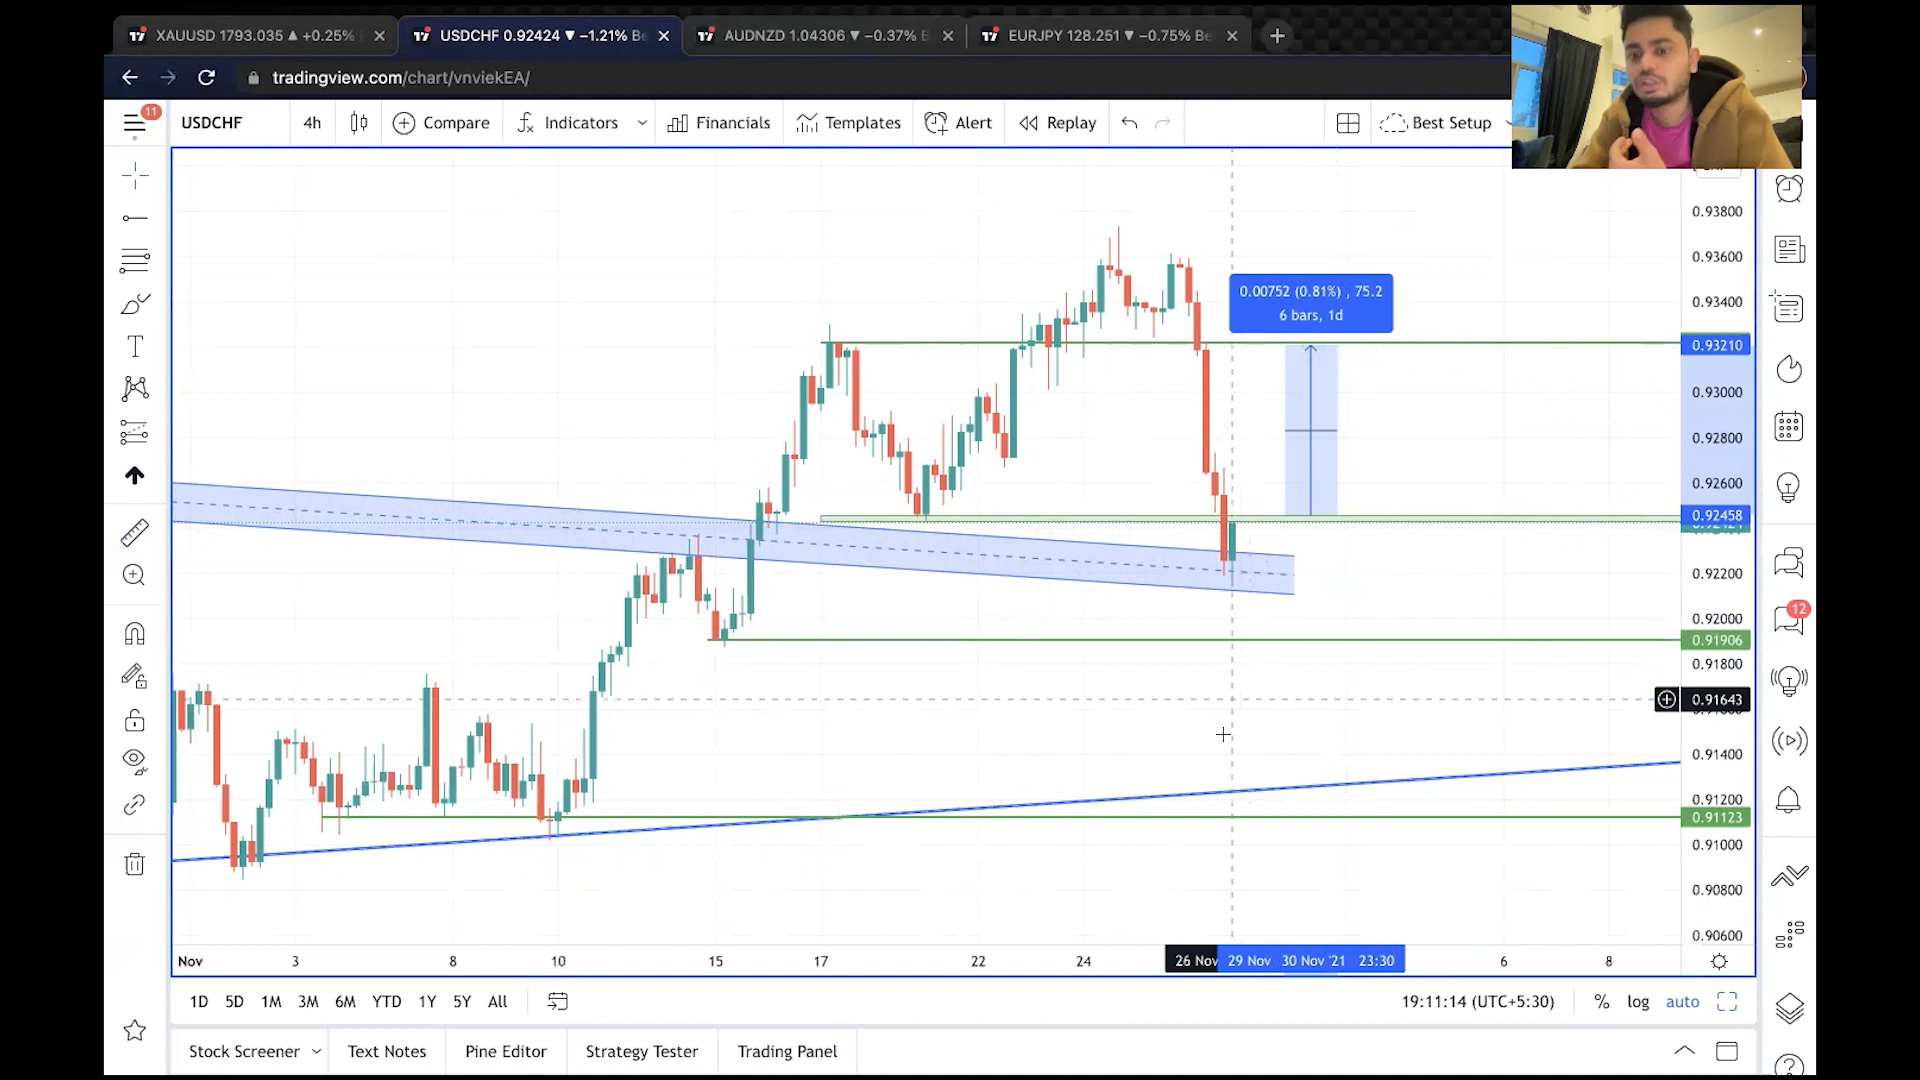 XAUUSD 1793.035 ▲ +0.25%
USDCHF 0.92424 ▼ −1.21% Be
AUDNZD 1.04306 ▼ −0.37% B
EURJPY 128.251 ▼ −0.75% Be
tradingview.com/chart/vnviekEA/
11
USDCHF
4h
Compare
Indicators
Financials
Templates
Alert
Replay
Best Setup
0.93800
0.93600
0.93400
0.93210
0.93000
0.92800
0.92600
0.92458
0.92200
0.92000
0.91906
0.91800
0.91643
0.91400
0.91200
0.91123
0.91000
0.90800
0.90600
0.00752 (0.81%) , 75.2
6 bars, 1d
12
Nov
3
8
10
15
17
22
24
26 Nov
29 Nov
30 Nov '21 23:30
6
8
1D
5D
1M
3M
6M
YTD
1Y
5Y
All
19:11:14 (UTC+5:30)
%
log
auto
Stock Screener
Text Notes
Pine Editor
Strategy Tester
Trading Panel